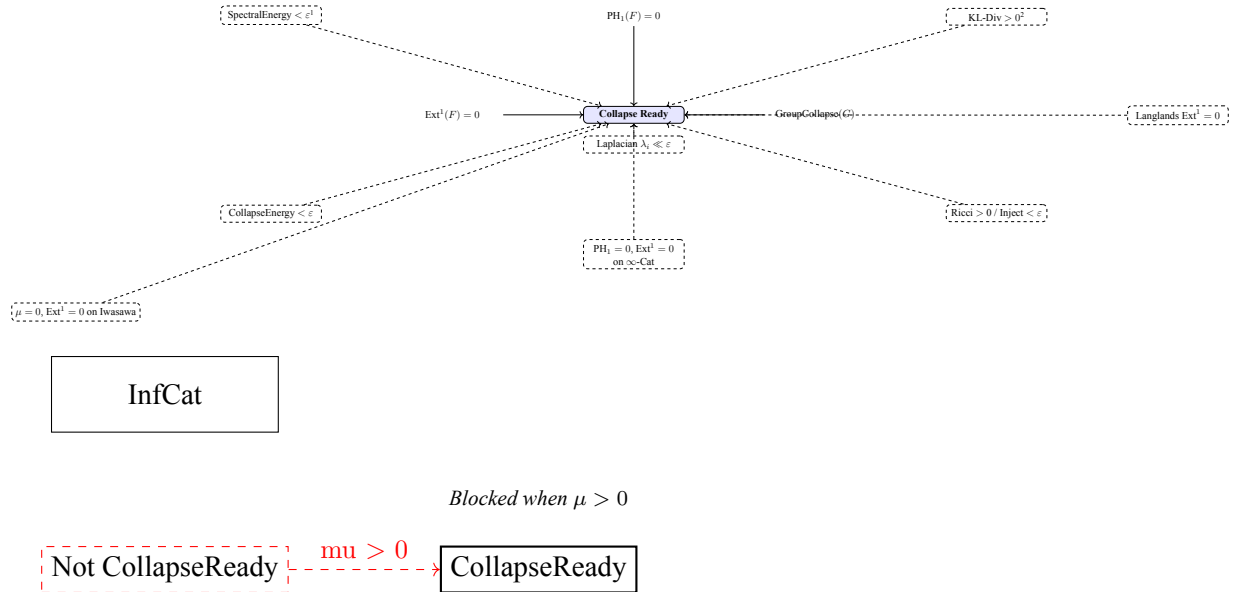 SpectralEnergy < ε¹
PH₁(F) = 0
KL-Div > 0²
Ext¹(F) = 0
Collapse Ready
GroupCollapse(G)
Langlands Ext¹ = 0
Laplacian λᵢ ≪ ε
CollapseEnergy < ε
Ricci > 0 / Inject < ε
PH₁ = 0, Ext¹ = 0
on ∞-Cat
μ = 0, Ext¹ = 0 on Iwasawa
InfCat
Blocked when μ > 0
Not CollapseReady
mu > 0
CollapseReady